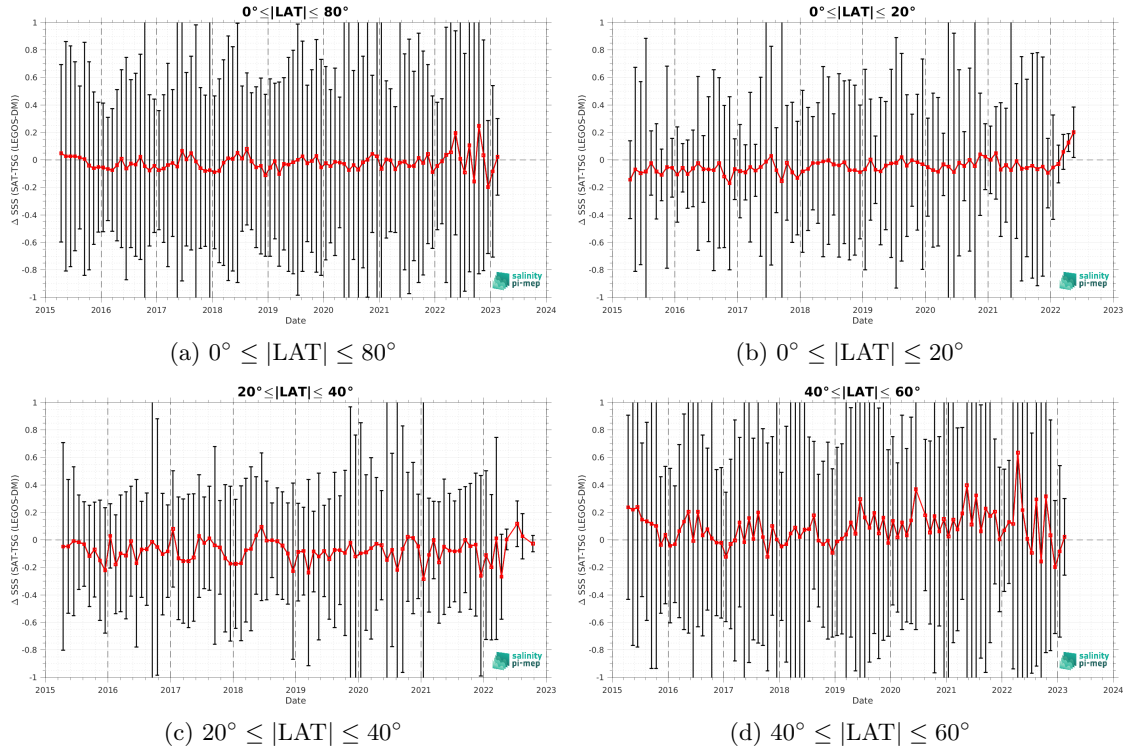 0°≤|LAT|≤ 80°
Δ SSS (SAT-TSG (LEGOS-DM))
1
0.8
0.6
0.4
0.2
0
-0.2
-0.4
-0.6
-0.8
-1
2015 2016 2017 2018 2019 2020 2021 2022 2023 2024
Date
salinity
pi-mep
(a) 0° ≤ |LAT| ≤ 80°
0°≤|LAT|≤ 20°
Δ SSS (SAT-TSG (LEGOS-DM))
1
0.8
0.6
0.4
0.2
0
-0.2
-0.4
-0.6
-0.8
-1
2015 2016 2017 2018 2019 2020 2021 2022 2023
Date
salinity
pi-mep
(b) 0° ≤ |LAT| ≤ 20°
20°≤|LAT|≤ 40°
Δ SSS (SAT-TSG (LEGOS-DM))
1
0.8
0.6
0.4
0.2
0
-0.2
-0.4
-0.6
-0.8
-1
2015 2016 2017 2018 2019 2020 2021 2022 2023
Date
salinity
pi-mep
(c) 20° ≤ |LAT| ≤ 40°
40°≤|LAT|≤ 60°
Δ SSS (SAT-TSG (LEGOS-DM))
1
0.8
0.6
0.4
0.2
0
-0.2
-0.4
-0.6
-0.8
-1
2015 2016 2017 2018 2019 2020 2021 2022 2023 2024
Date
salinity
pi-mep
(d) 40° ≤ |LAT| ≤ 60°